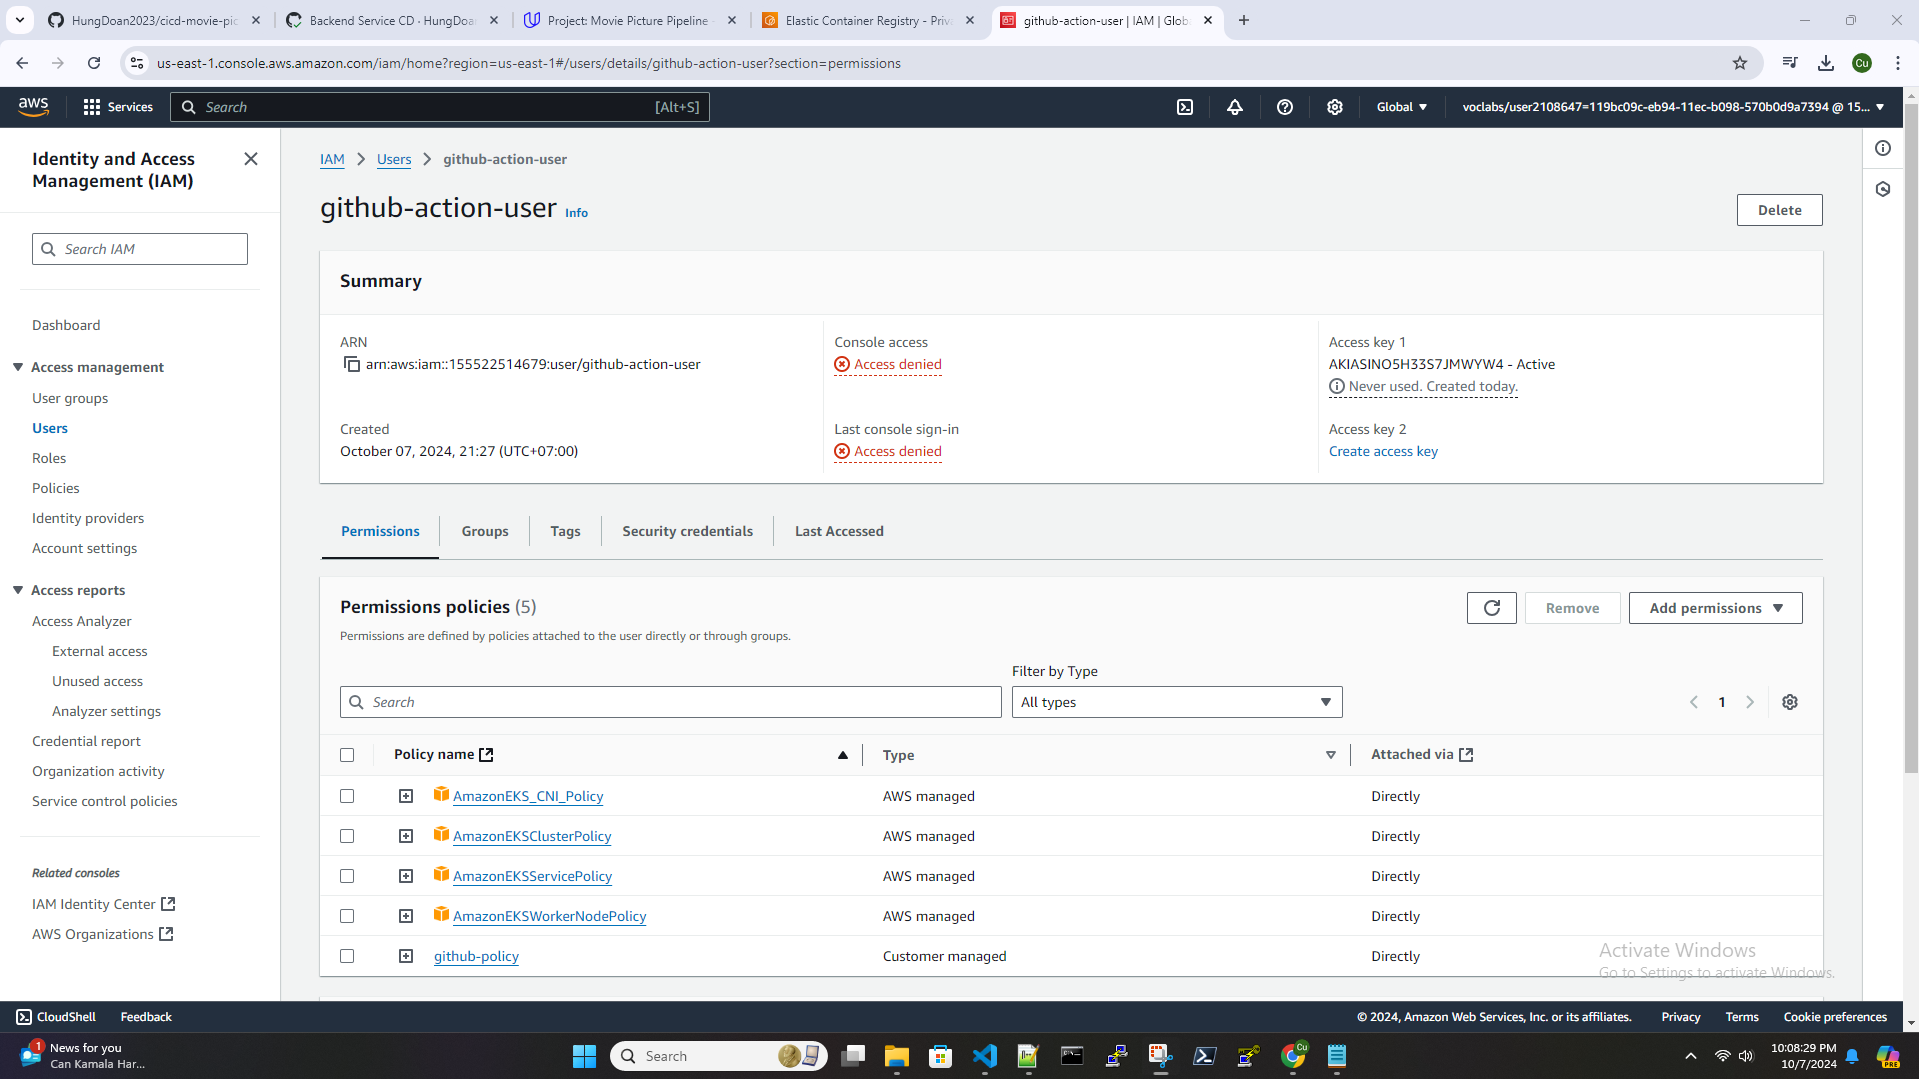 HungDoan2023/cicd-movie-pic
Backend Service CD · HungDoan
Project: Movie Picture Pipeline
Elastic Container Registry - Priva
github-action-user | IAM | Globa
us-east-1.console.aws.amazon.com/iam/home?region=us-east-1#/users/details/github-action-user?section=permissions
Cu
aws
Services
Search
[Alt+S]
Global
voclabs/user2108647=119bc09c-eb94-11ec-b098-570b0d9a7394 @ 15...
Identity and Access
Management (IAM)
Search IAM
Dashboard
Access management
User groups
Users
Roles
Policies
Identity providers
Account settings
Access reports
Access Analyzer
External access
Unused access
Analyzer settings
Credential report
Organization activity
Service control policies
Related consoles
IAM Identity Center
AWS Organizations
IAM > Users > github-action-user
github-action-user Info
Delete
Summary
ARN
arn:aws:iam::155522514679:user/github-action-user
Console access
Access denied
Access key 1
AKIASINO5H33S7JMWYW4 - Active
Never used. Created today.
Created
October 07, 2024, 21:27 (UTC+07:00)
Last console sign-in
Access denied
Access key 2
Create access key
Permissions
Groups
Tags
Security credentials
Last Accessed
Permissions policies (5)
Remove
Add permissions
Permissions are defined by policies attached to the user directly or through groups.
Filter by Type
Search
All types
1
Policy name
Type
Attached via
AmazonEKS_CNI_Policy
AWS managed
Directly
AmazonEKSClusterPolicy
AWS managed
Directly
AmazonEKSServicePolicy
AWS managed
Directly
AmazonEKSWorkerNodePolicy
AWS managed
Directly
github-policy
Customer managed
Directly
Activate Windows
Go to Settings to activate Windows.
CloudShell
Feedback
© 2024, Amazon Web Services, Inc. or its affiliates.
Privacy
Terms
Cookie preferences
1
News for you
Can Kamala Har...
Search
Cu
10:08:29 PM
10/7/2024
PRE